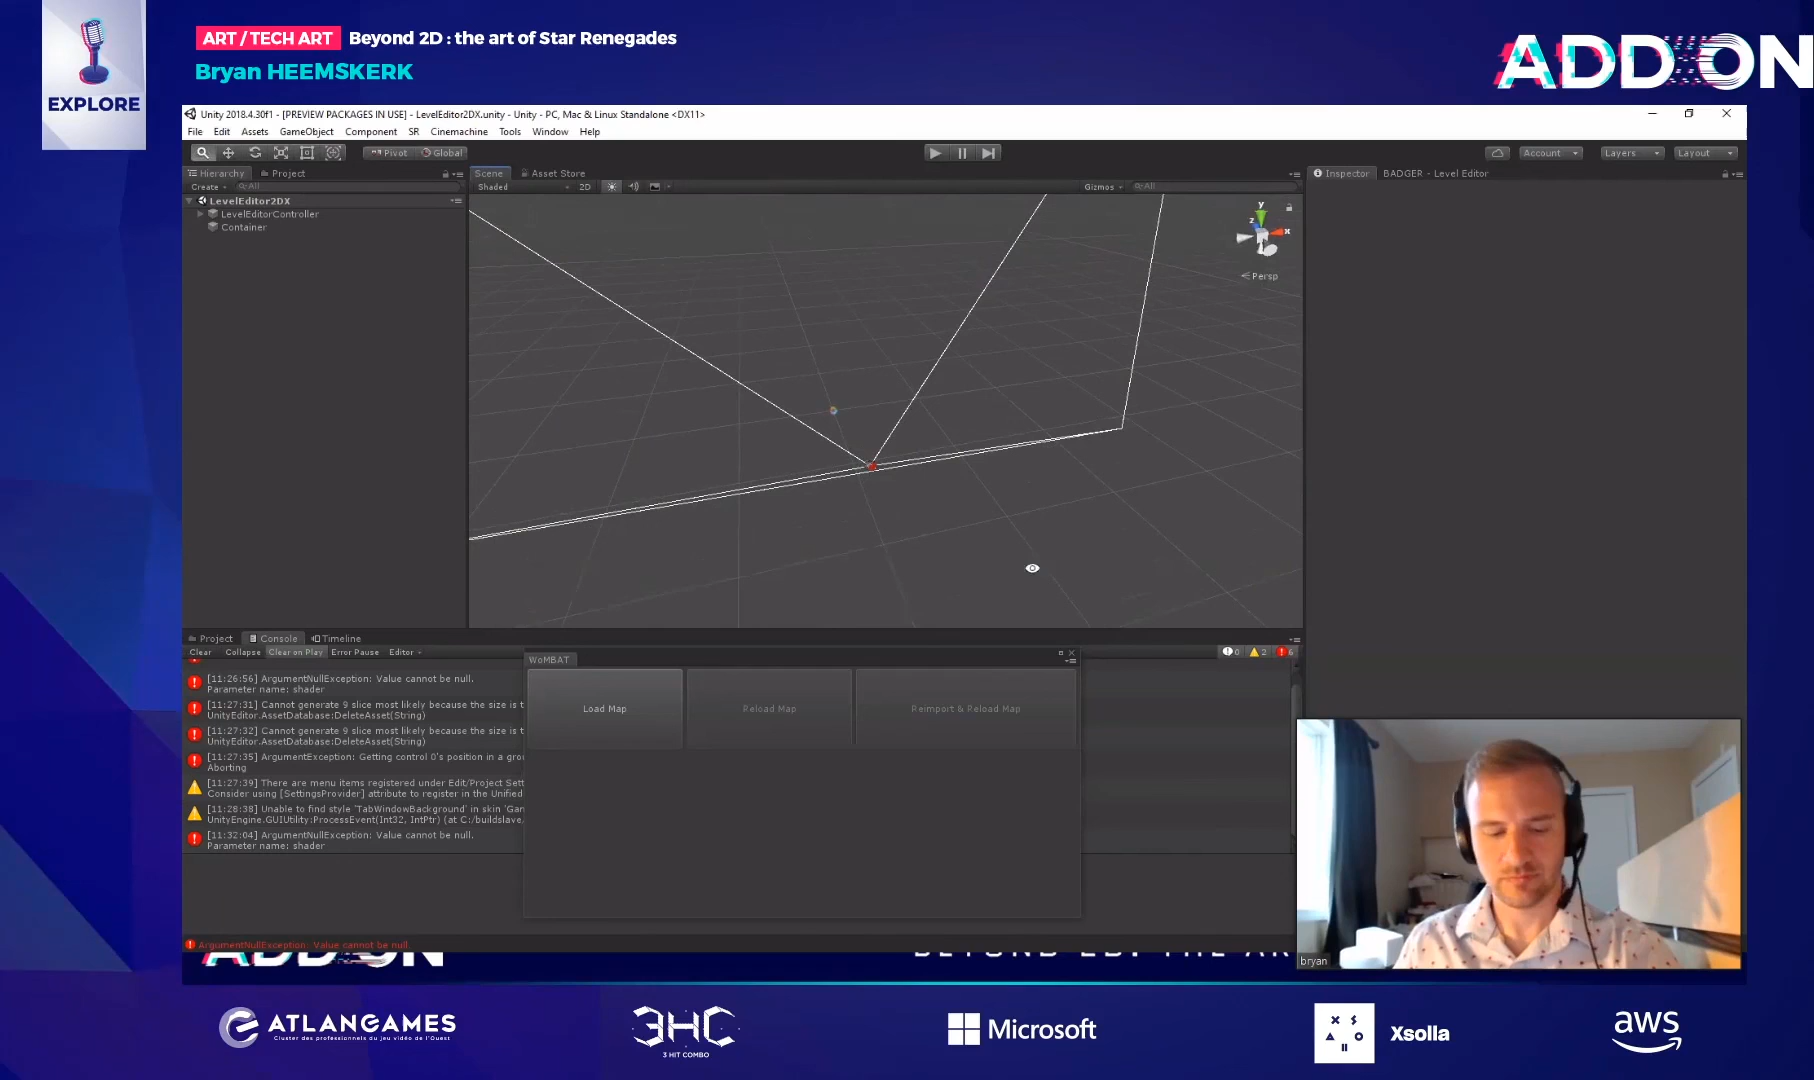 ART / TECH ART Beyond 2D : the art of Star Renegades
Bryan HEEMSKERK
EXPLORE
ADD:ON
Unity 2018.4.30f1 - [PREVIEW PACKAGES IN USE] - LevelEditor2DX.unity - Unity - PC, Mac & Linux Standalone <DX11>
File Edit Assets GameObject Component SR Cinemachine Tools Window Help
Pivot Global Account Layers Layout
Hierarchy Project Scene Asset Store Inspector BADGER - Level Editor
Create All Shaded 2D Gizmos All
LevelEditor2DX
LevelEditorController
Container
y
z
x
Persp
Project Console Timeline
Clear Collapse Clear on Play Error Pause Editor 0 2 6
WoMBAT
Load Map Reload Map Reimport & Reload Map
[11:26:56] ArgumentNullException: Value cannot be null.
Parameter name: shader
[11:27:31] Cannot generate 9 slice most likely because the size is t
UnityEditor.AssetDatabase:DeleteAsset(String)
[11:27:32] Cannot generate 9 slice most likely because the size is t
UnityEditor.AssetDatabase:DeleteAsset(String)
[11:27:35] ArgumentException: Getting control 0's position in a grou
Aborting
[11:27:39] There are menu items registered under Edit/Project Sett
Consider using [SettingsProvider] attribute to register in the Unified
[11:28:38] Unable to find style 'TabWindowBackground' in skin 'Gam
UnityEngine.GUIUtility:ProcessEvent(Int32, IntPtr) (at C:/buildslave
[11:32:04] ArgumentNullException: Value cannot be null.
Parameter name: shader
ArgumentNullException: Value cannot be null.
bryan
ATLANGAMES
Cluster des professionnels du jeu vidéo de l'Ouest
3HC
3 HIT COMBO
Microsoft
Xsolla
aws